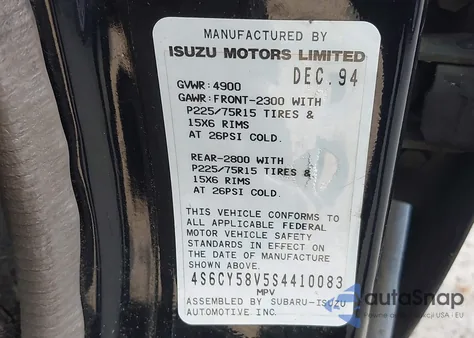 MANUFACTURED BY
ISUZU MOTORS LIMITED
DEC. 94
GVWR:4900
GAWR:FRONT-2300 WITH
P225/75R15 TIRES &
15X6 RIMS
AT 26PSI COLD.
REAR-2800 WITH
P225/75R15 TIRES &
15X6 RIMS
AT 26PSI COLD.
THIS VEHICLE CONFORMS TO
ALL APPLICABLE U.S. FEDERAL
MOTOR VEHICLE SAFETY
STANDARDS IN EFFECT ON
THE DATE OF MANUFACTURE
SHOWN ABOVE.
4S6CY58V5S4410083
MPV
ASSEMBLED BY SUBARU-ISUZU
AUTOMOTIVE INC.
autoSnap
Pewne auta z USA